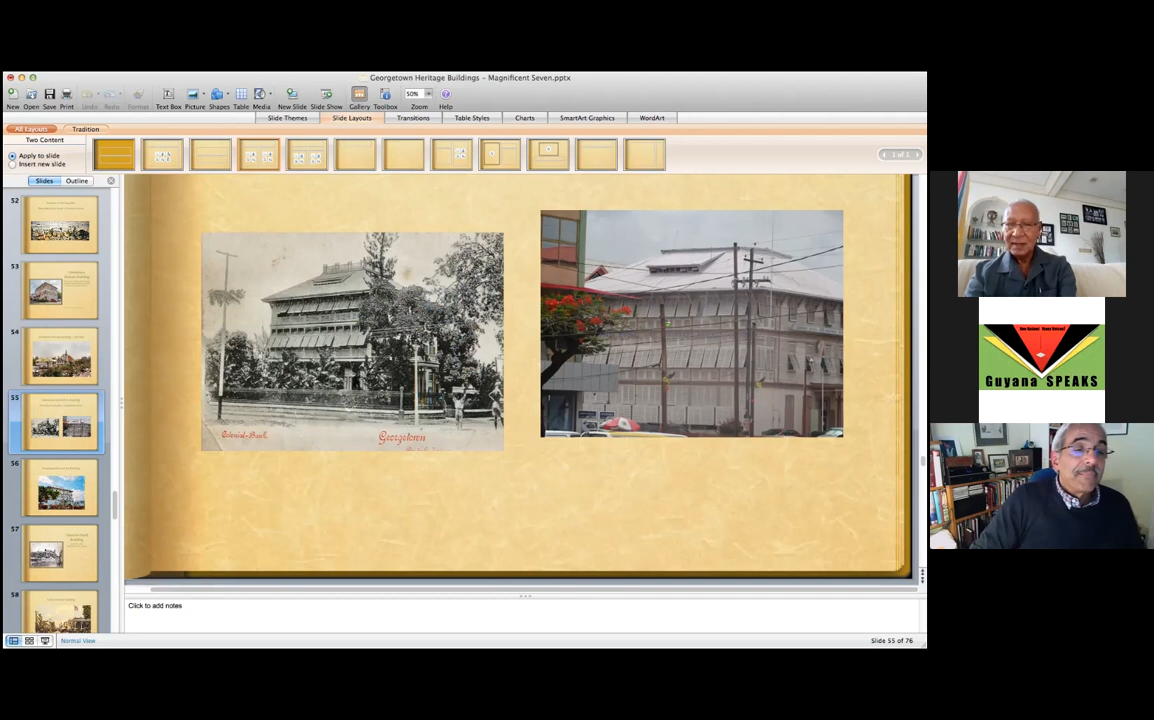 Georgetown Heritage Buildings – Magnificent Seven.pptx
New Open Save Print Undo Redo Format Text Box Picture Shapes Table Media New Slide Slide Show Gallery Toolbox Zoom Help
50%
Slide Themes Slide Layouts Transitions Table Styles Charts SmartArt Graphics WordArt
All Layouts Tradition
Two Content
Apply to slide
Insert new slide
1 of 1
Slides Outline
52
53
54
55
56
57
58
Colonial-Bank.
Georgetown
Click to add notes
Normal View
Slide 55 of 76
Guyana SPEAKS